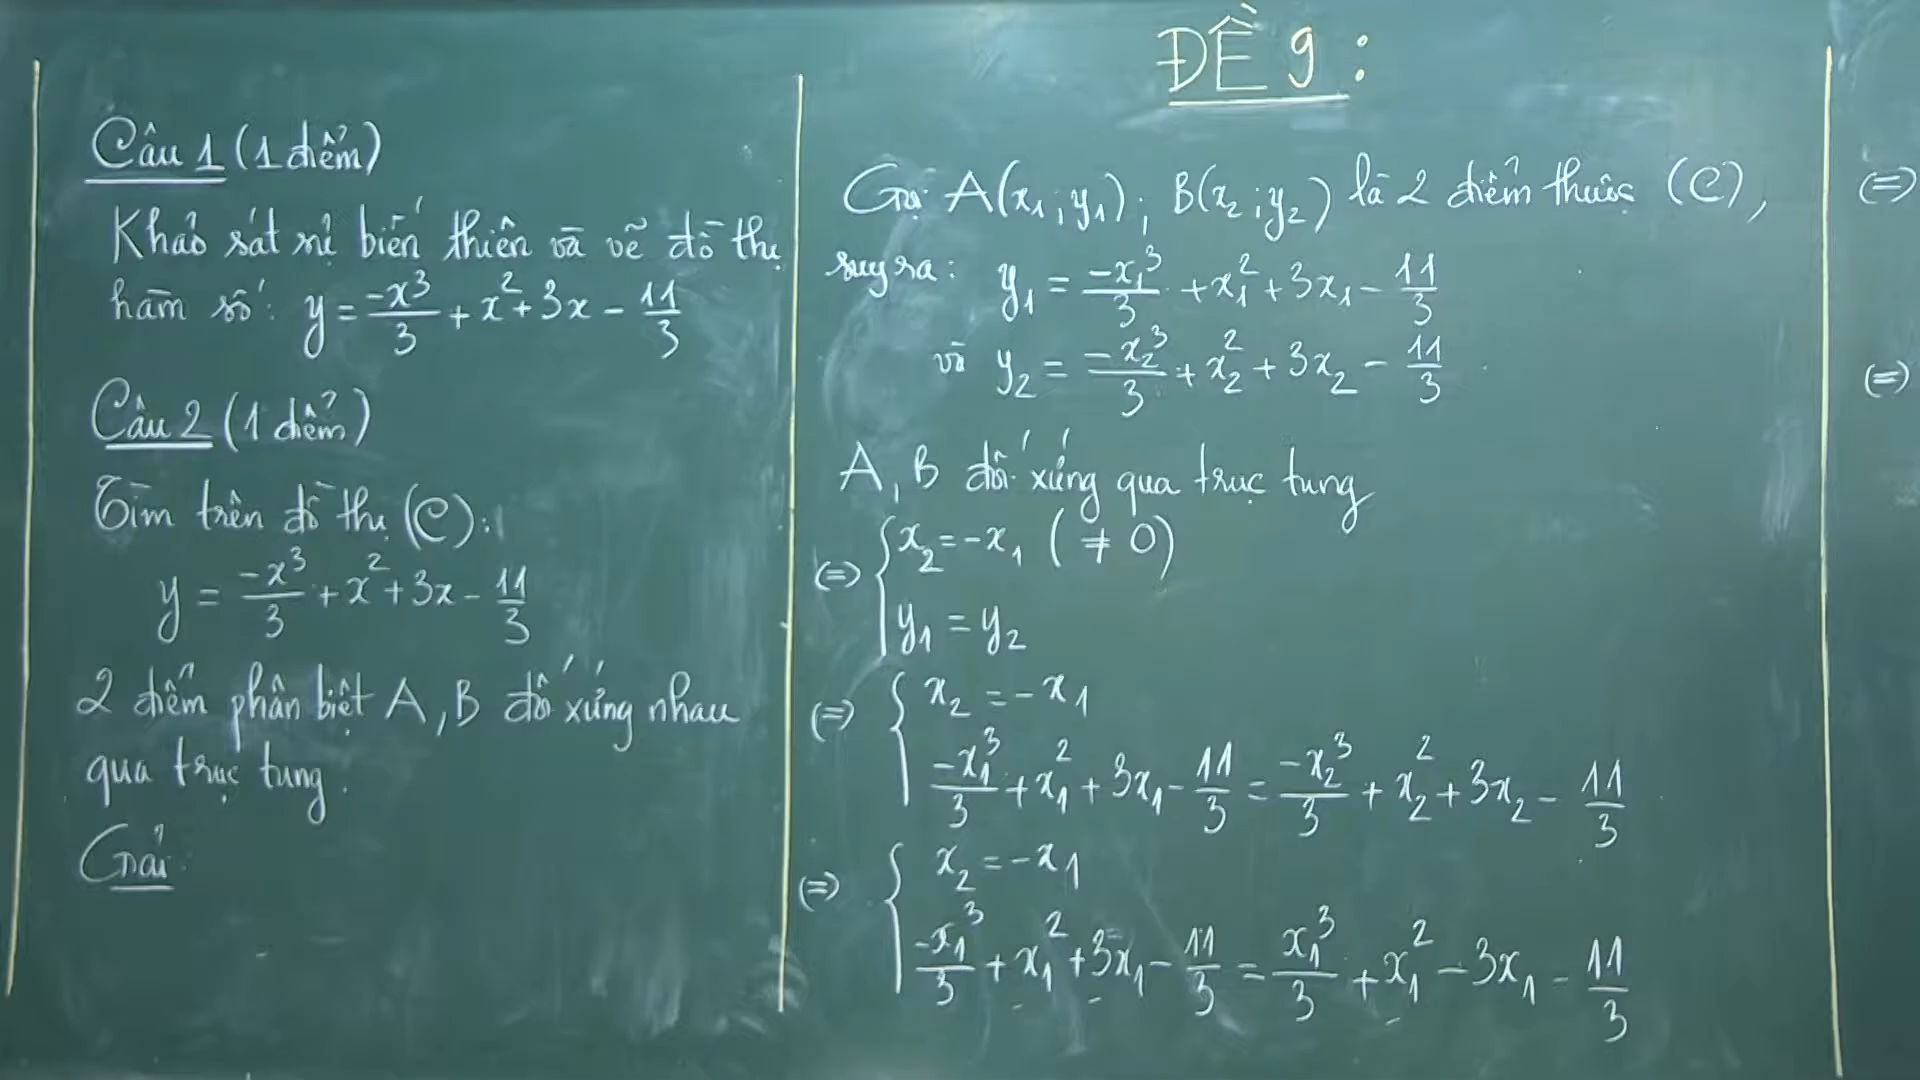 ĐỀ 9:
Câu 1 (1 điểm)
Khảo sát sự biến thiên và vẽ đồ thị
hàm số: y = -x³/3 + x² + 3x - 11/3
Câu 2 (1 điểm)
Tìm trên đồ thị (C):
y = -x³/3 + x² + 3x - 11/3
2 điểm phân biệt A, B đối xứng nhau
qua trục tung.
Giải
Gọi A(x₁; y₁); B(x₂; y₂) là 2 điểm thuộc (C),
suy ra: y₁ = -x₁³/3 + x₁² + 3x₁ - 11/3
và y₂ = -x₂³/3 + x₂² + 3x₂ - 11/3
A, B đối xứng qua trục tung
(=) { x₂ = -x₁ (≠ 0)
y₁ = y₂
(=) { x₂ = -x₁
-x₁³/3 + x₁² + 3x₁ - 11/3 = -x₂³/3 + x₂² + 3x₂ - 11/3
(=) { x₂ = -x₁
-x₁³/3 + x₁² + 3x₁ - 11/3 = x₁³/3 + x₁² - 3x₁ - 11/3
(=)
(=)